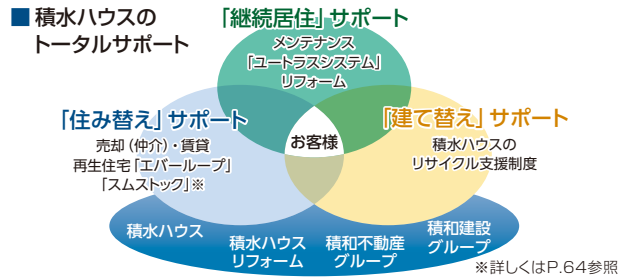 ■ 積水ハウスの
トータルサポート
「継続居住」サポート
メンテナンス
「ユートラスシステム」
リフォーム
「住み替え」サポート
売却（仲介）・賃貸
再生住宅「エバーループ」
「スムストック」※
お客様
「建て替え」サポート
積水ハウスの
リサイクル支援制度
積水ハウス
積水ハウス
リフォーム
積和不動産
グループ
積和建設
グループ
※詳しくはP.64参照